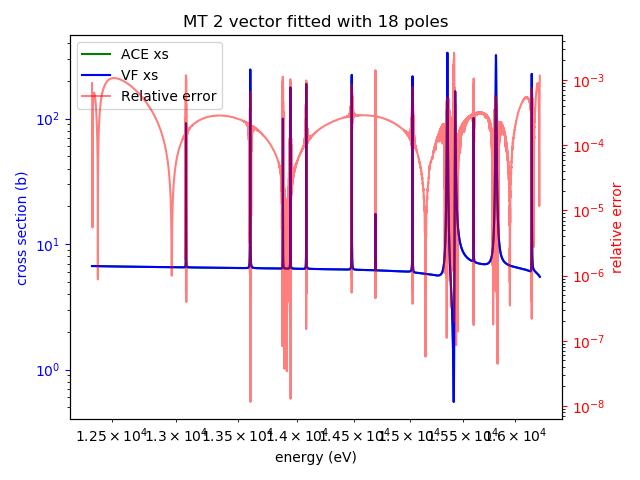 MT 2 vector fitted with 18 poles
ACE xs
VF xs
Relative error
cross section (b)
10²
10¹
10⁰
10⁻³
10⁻⁴
10⁻⁵
10⁻⁶
10⁻⁷
10⁻⁸
relative error
1.25 × 10⁴ 1.3 × 10⁴ 1.35 × 10⁴ 1.4 × 10⁴ 1.45 × 10⁴ 1.5 × 10⁴ 1.55 × 10⁴ 1.6 × 10⁴
energy (eV)